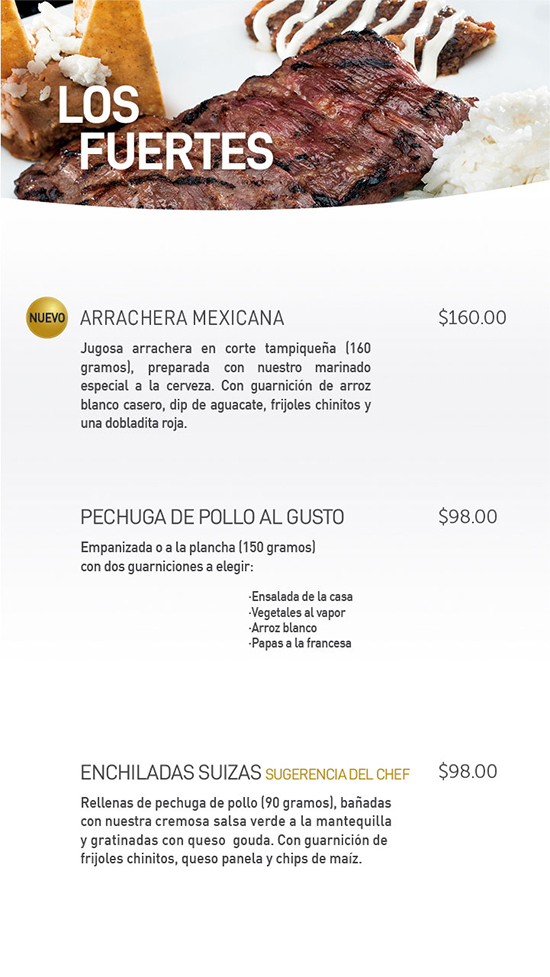 LOS
FUERTES
NUEVO
ARRACHERA MEXICANA $160.00
Jugosa arrachera en corte tampiqueña (160
gramos), preparada con nuestro marinado
especial a la cerveza. Con guarnición de arroz
blanco casero, dip de aguacate, frijoles chinitos y
una dobladita roja.
PECHUGA DE POLLO AL GUSTO $98.00
Empanizada o a la plancha (150 gramos)
con dos guarniciones a elegir:
·Ensalada de la casa
·Vegetales al vapor
·Arroz blanco
·Papas a la francesa
ENCHILADAS SUIZAS SUGERENCIA DEL CHEF $98.00
Rellenas de pechuga de pollo (90 gramos), bañadas
con nuestra cremosa salsa verde a la mantequilla
y gratinadas con queso gouda. Con guarnición de
frijoles chinitos, queso panela y chips de maíz.